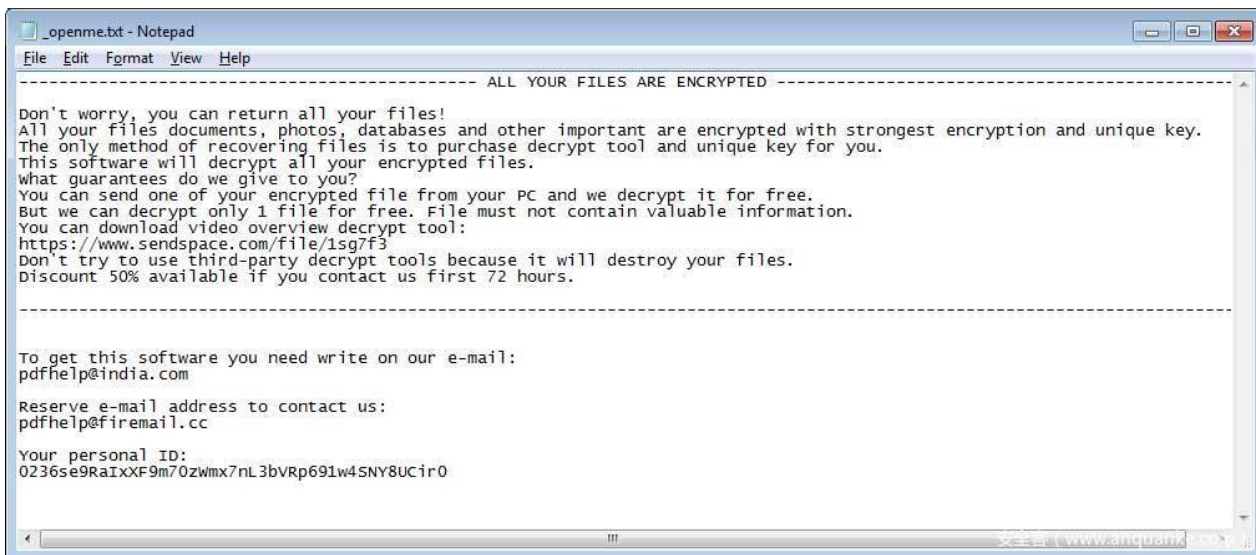 _openme.txt - Notepad
File Edit Format View Help
----------------------------------------------- ALL YOUR FILES ARE ENCRYPTED -----------------------------------------------
Don't worry, you can return all your files!
All your files documents, photos, databases and other important are encrypted with strongest encryption and unique key.
The only method of recovering files is to purchase decrypt tool and unique key for you.
This software will decrypt all your encrypted files.
What guarantees do we give to you?
You can send one of your encrypted file from your PC and we decrypt it for free.
But we can decrypt only 1 file for free. File must not contain valuable information.
You can download video overview decrypt tool:
https://www.sendspace.com/file/1sg7f3
Don't try to use third-party decrypt tools because it will destroy your files.
Discount 50% available if you contact us first 72 hours.
---------------------------------------------------------------------------------------------------------------------------
To get this software you need write on our e-mail:
pdfhelp@india.com
Reserve e-mail address to contact us:
pdfhelp@firemail.cc
Your personal ID:
0236se9RaIxXF9m70zWmx7nL3bVRp691w4SNY8UCir0
安全客 ( www.anquanke.com )